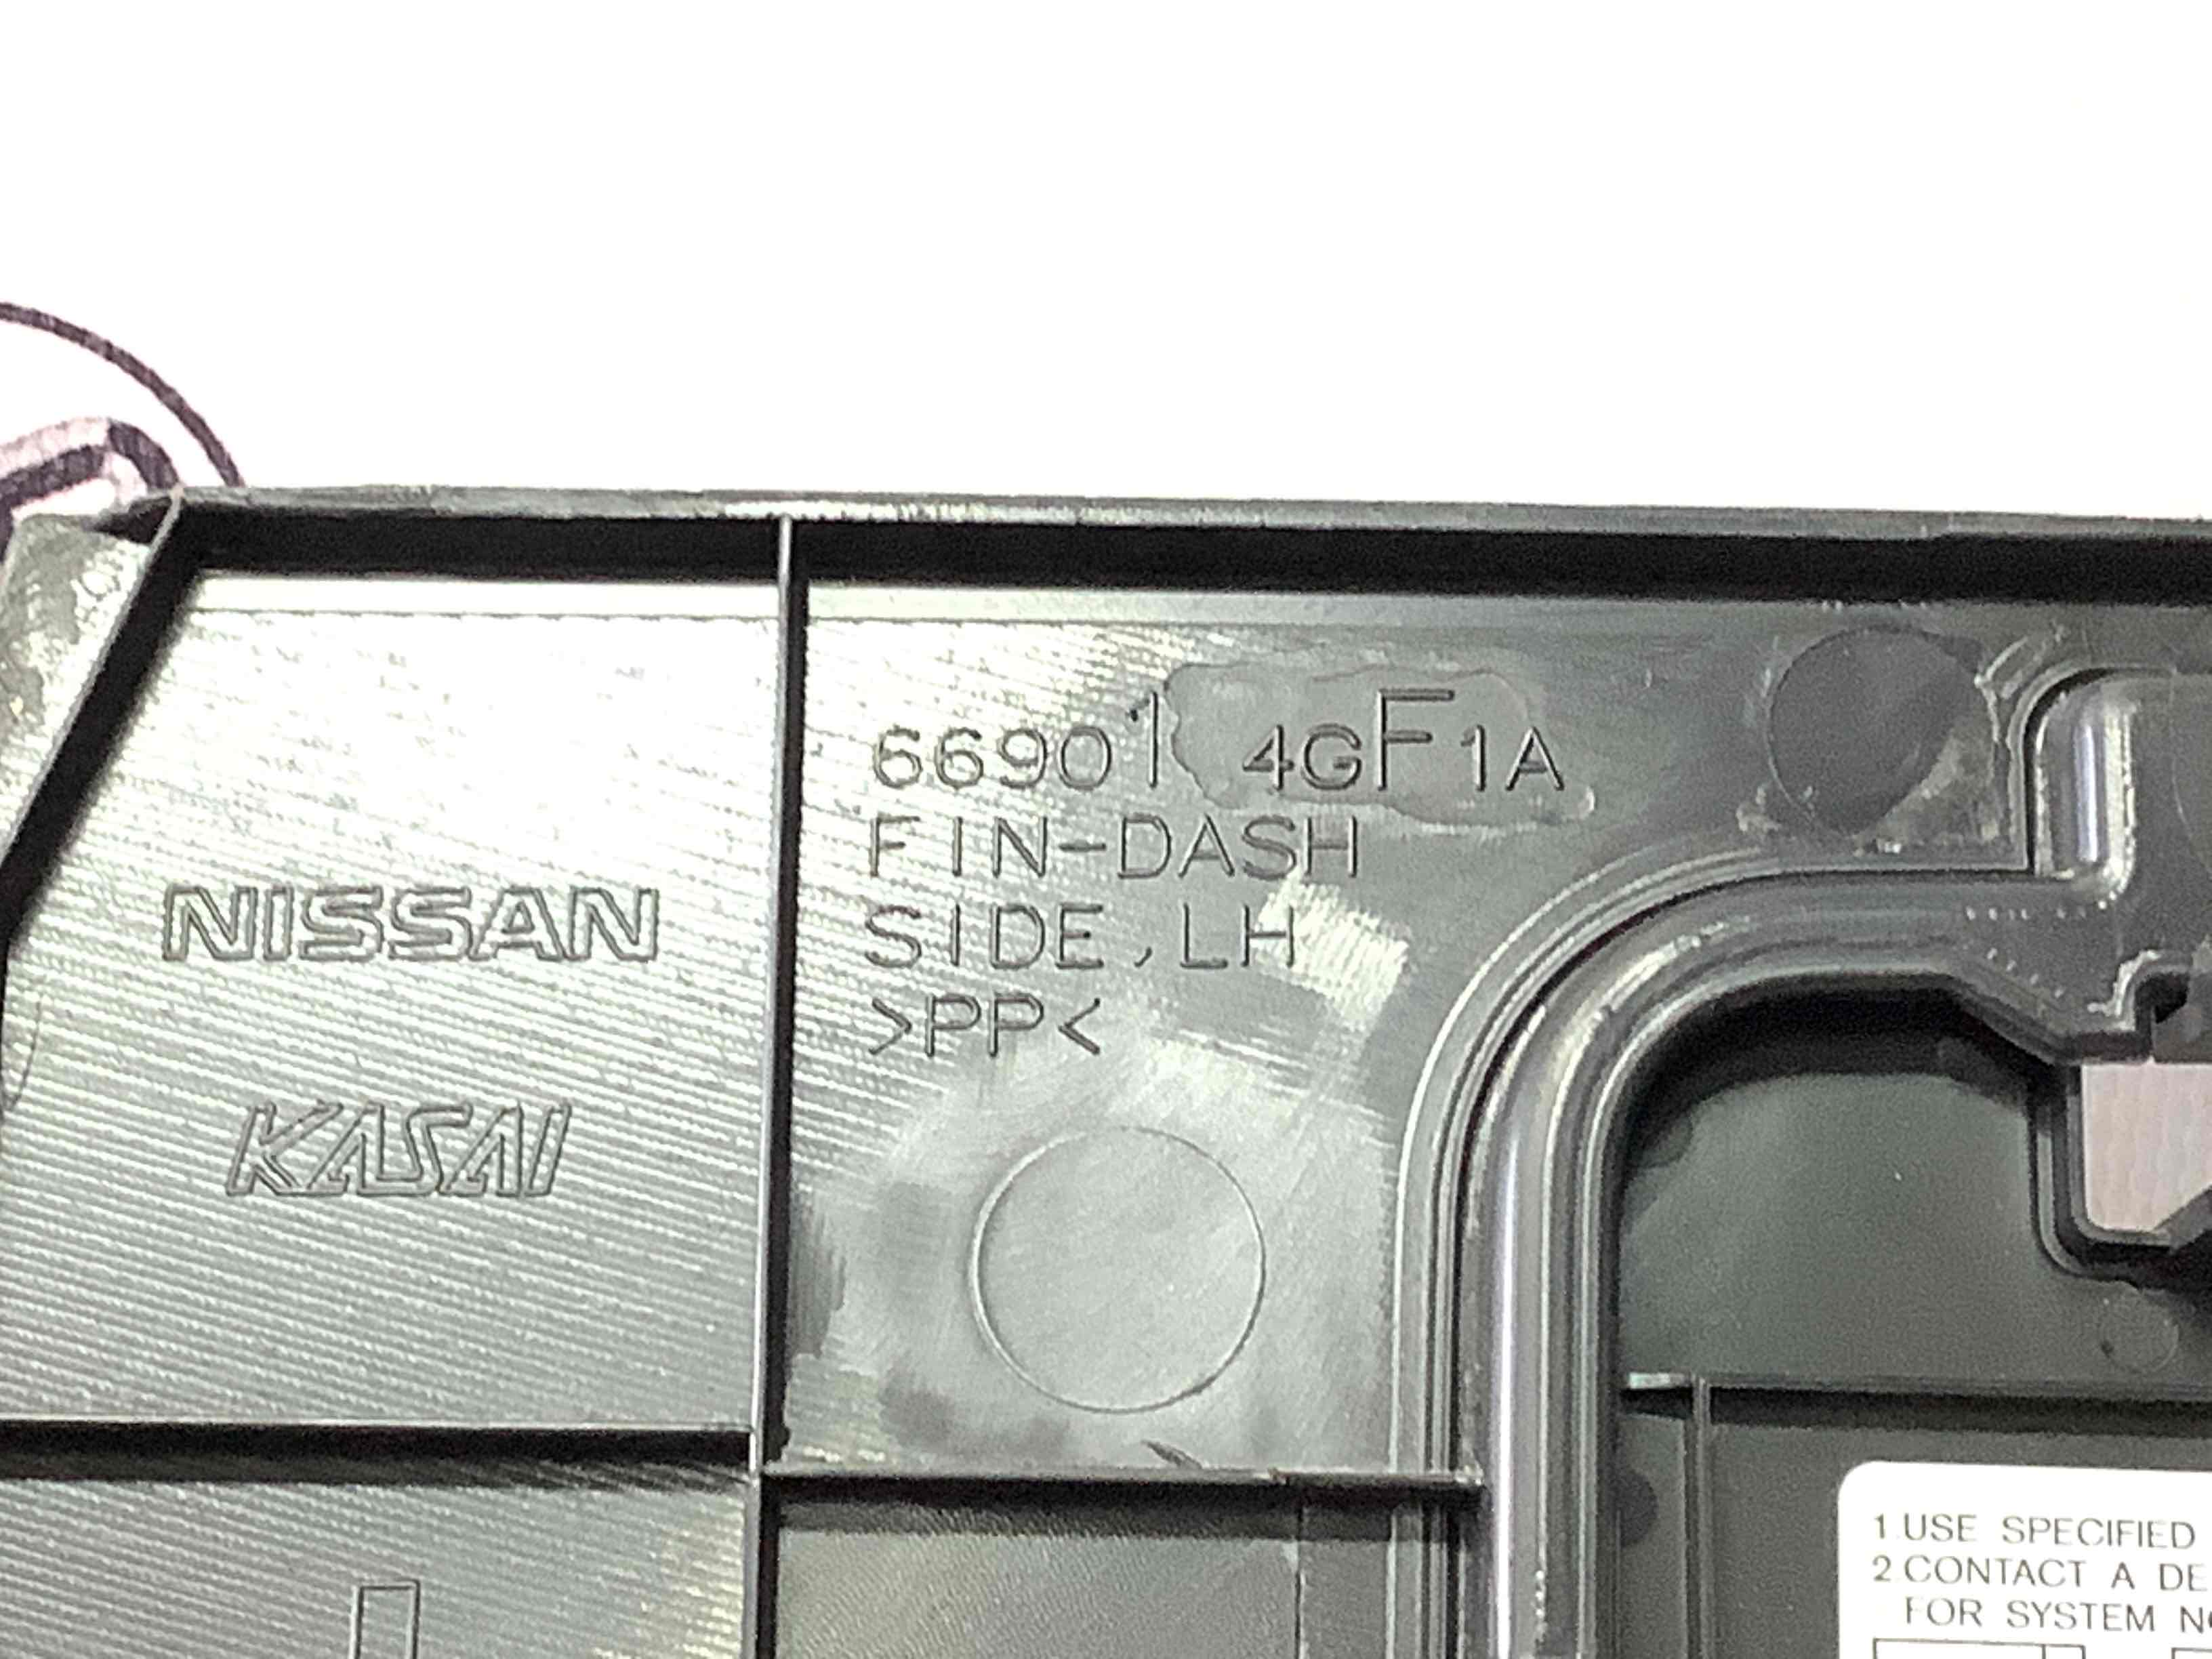 66901 4GF1A
FIN-DASH
SIDE,LH
>PP<
NISSAN
KASAI
1.USE SPECIFIED
2.CONTACT A DE
FOR SYSTEM